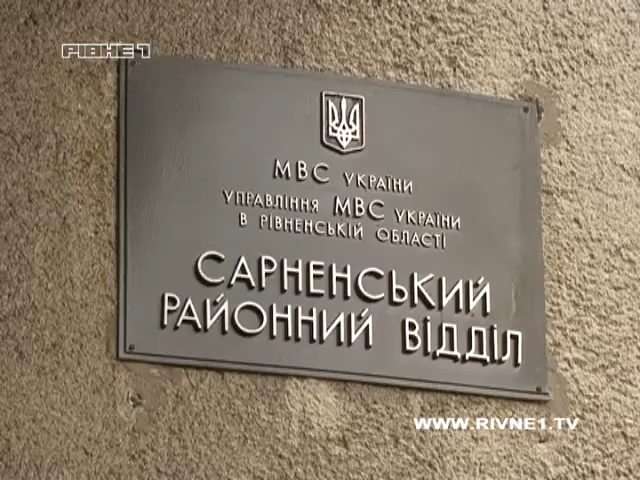 РІВНЕ 1
МВС УКРАЇНИ
УПРАВЛІННЯ МВС УКРАЇНИ
В РІВНЕНСЬКІЙ ОБЛАСТІ
САРНЕНСЬКИЙ
РАЙОННИЙ ВІДДІЛ
WWW.RIVNE1.TV